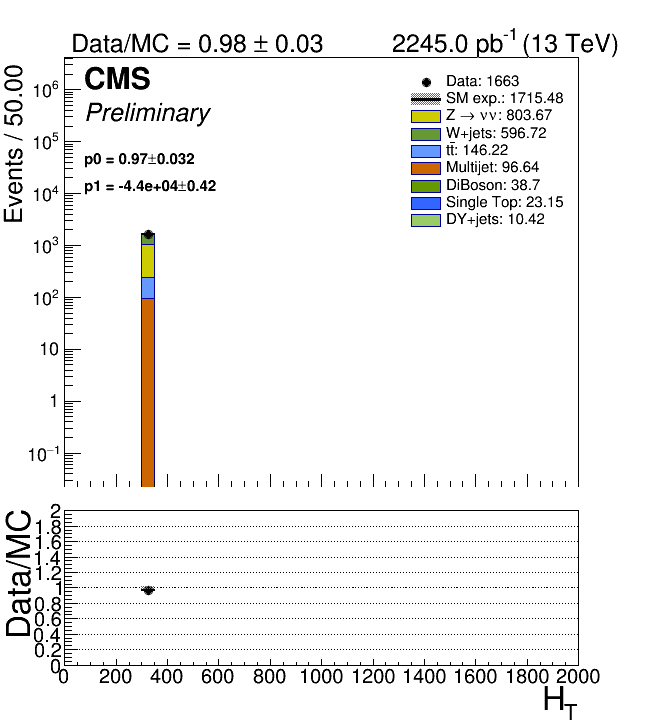 Data/MC = 0.98 ± 0.03
2245.0 pb⁻¹ (13 TeV)
CMS
Preliminary
p0 = 0.97±0.032
p1 = -4.4e+04±0.42
Data: 1663
SM exp.: 1715.48
Z → νν: 803.67
W+jets: 596.72
tt̄: 146.22
Multijet: 96.64
DiBoson: 38.7
Single Top: 23.15
DY+jets: 10.42
Events / 50.00
10⁶
10⁵
10⁴
10³
10²
10
1
10⁻¹
Data/MC
2
1.8
1.6
1.4
1.2
1
0.8
0.6
0.4
0.2
0
0 200 400 600 800 1000 1200 1400 1600 1800 2000
H_T